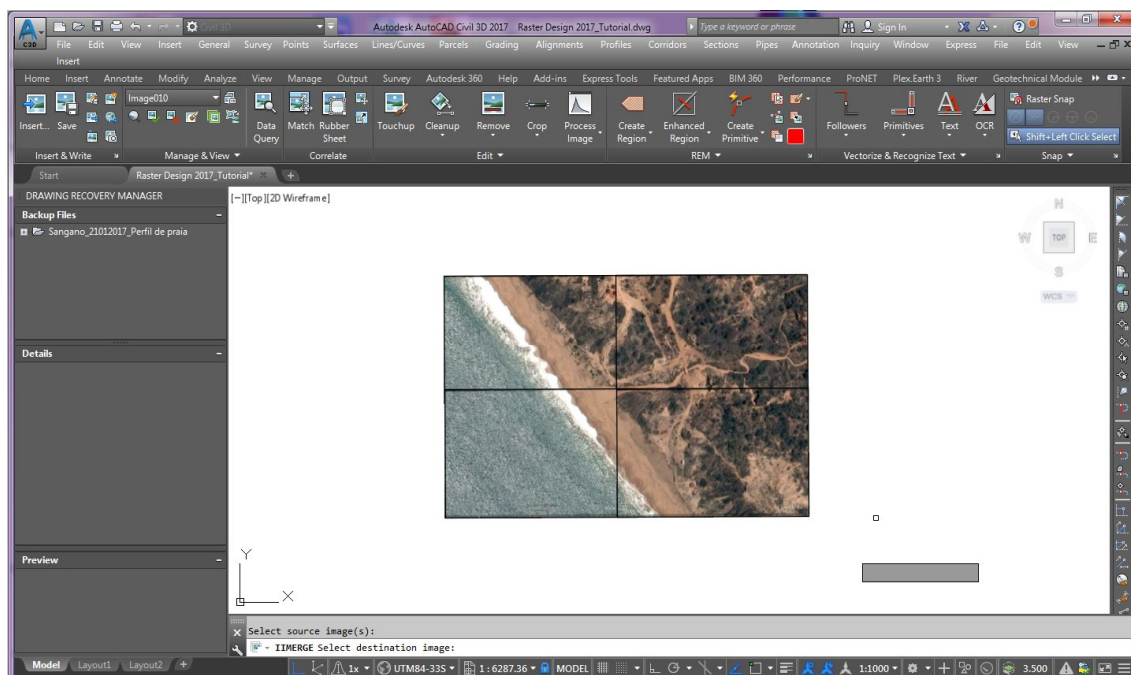 Civil 3D
Autodesk AutoCAD Civil 3D 2017 Raster Design 2017_Tutorial.dwg
Type a keyword or phrase
Sign In
C3D
File Edit View Insert General Survey Points Surfaces Lines/Curves Parcels Grading Alignments Profiles Corridors Sections Pipes Annotation Inquiry Window Express File Edit View
Insert
Home Insert Annotate Modify Analyze View Manage Output Survey Autodesk 360 Help Add-ins Express Tools Featured Apps BIM 360 Performance ProNET Plex.Earth 3 River Geotechnical Module
Image010
Raster Snap
Insert... Save
Data Query
Match
Rubber Sheet
Touchup Cleanup Remove Crop
Process Image
Create Region
Enhanced Region
Create Primitive
Followers Primitives Text OCR
Shift+Left Click Select
Insert & Write Manage & View Correlate Edit REM Vectorize & Recognize Text Snap
Start Raster Design 2017_Tutorial*
DRAWING RECOVERY MANAGER
Backup Files
Sangano_21012017_Perfil de praia
[−][Top][2D Wireframe]
N
W TOP E
S
WCS
Details
Preview
Y
X
Select source image(s):
IIMERGE Select destination image:
Model Layout1 Layout2 + 1x UTM84-33S 1 : 6287.36 MODEL 1:1000 3.500